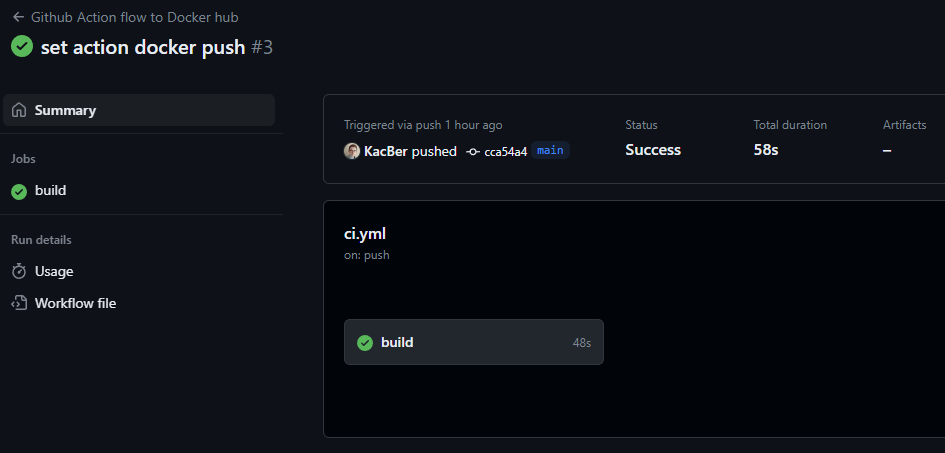 Github Action flow to Docker hub
set action docker push #3
Summary
Jobs
build
Run details
Usage
Workflow file
Triggered via push 1 hour ago
KacBer pushed cca54a4 main
Status
Success
Total duration
58s
Artifacts
–
ci.yml
on: push
build 48s